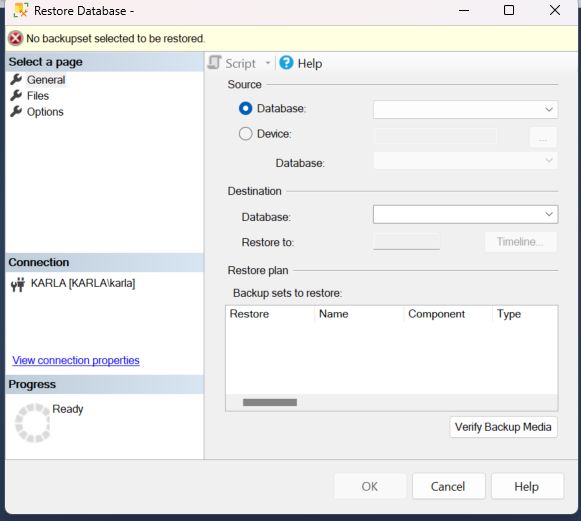 Restore Database -
No backupset selected to be restored.
Select a page
General
Files
Options
Connection
KARLA [KARLA\karla]
View connection properties
Progress
Ready
Script
Help
Source
Database:
Device:
...
Database:
Destination
Database:
Restore to:
Timeline...
Restore plan
Backup sets to restore:
Restore Name Component Type
Verify Backup Media
OK Cancel Help